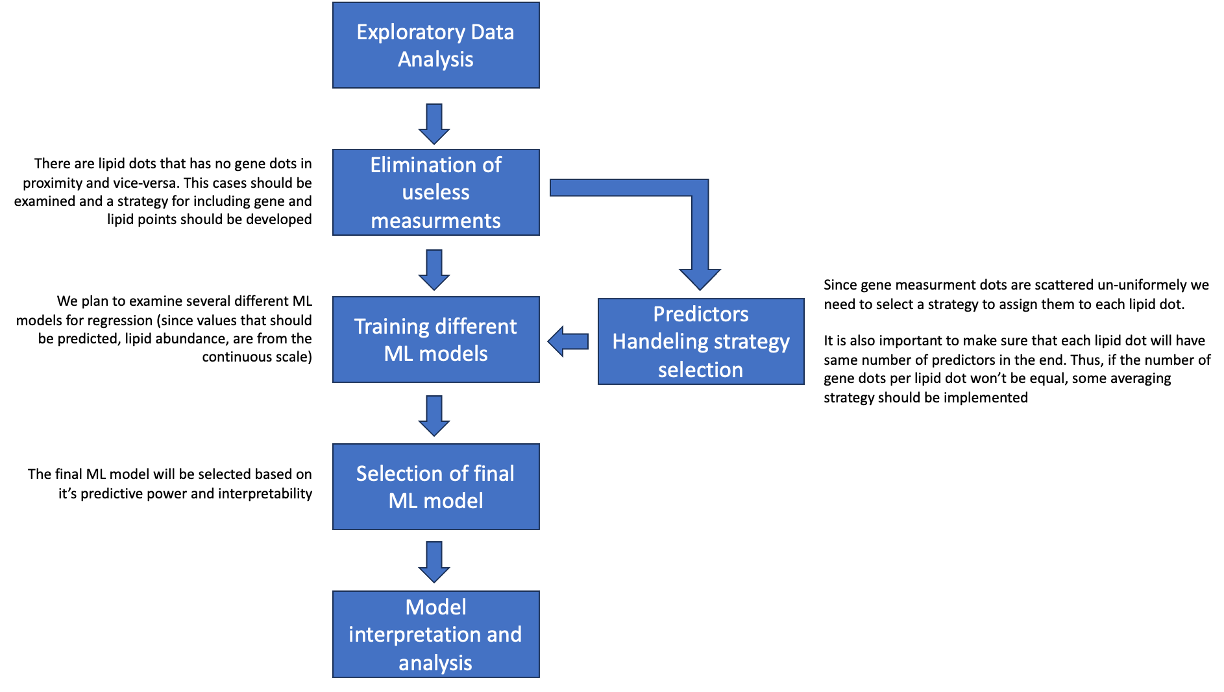 Exploratory Data
Analysis
There are lipid dots that has no gene dots in
proximity and vice-versa. This cases should be
examined and a strategy for including gene and
lipid points should be developed
Elimination of
useless
measurments
We plan to examine several different ML
models for regression (since values that should
be predicted, lipid abundance, are from the
continuous scale)
Training different
ML models
Predictors
Handeling strategy
selection
Since gene measurment dots are scattered un-uniformely we
need to select a strategy to assign them to each lipid dot.
It is also important to make sure that each lipid dot will have
same number of predictors in the end. Thus, if the number of
gene dots per lipid dot won't be equal, some averaging
strategy should be implemented
The final ML model will be selected based on
it's predictive power and interpretability
Selection of final
ML model
Model
interpretation and
analysis